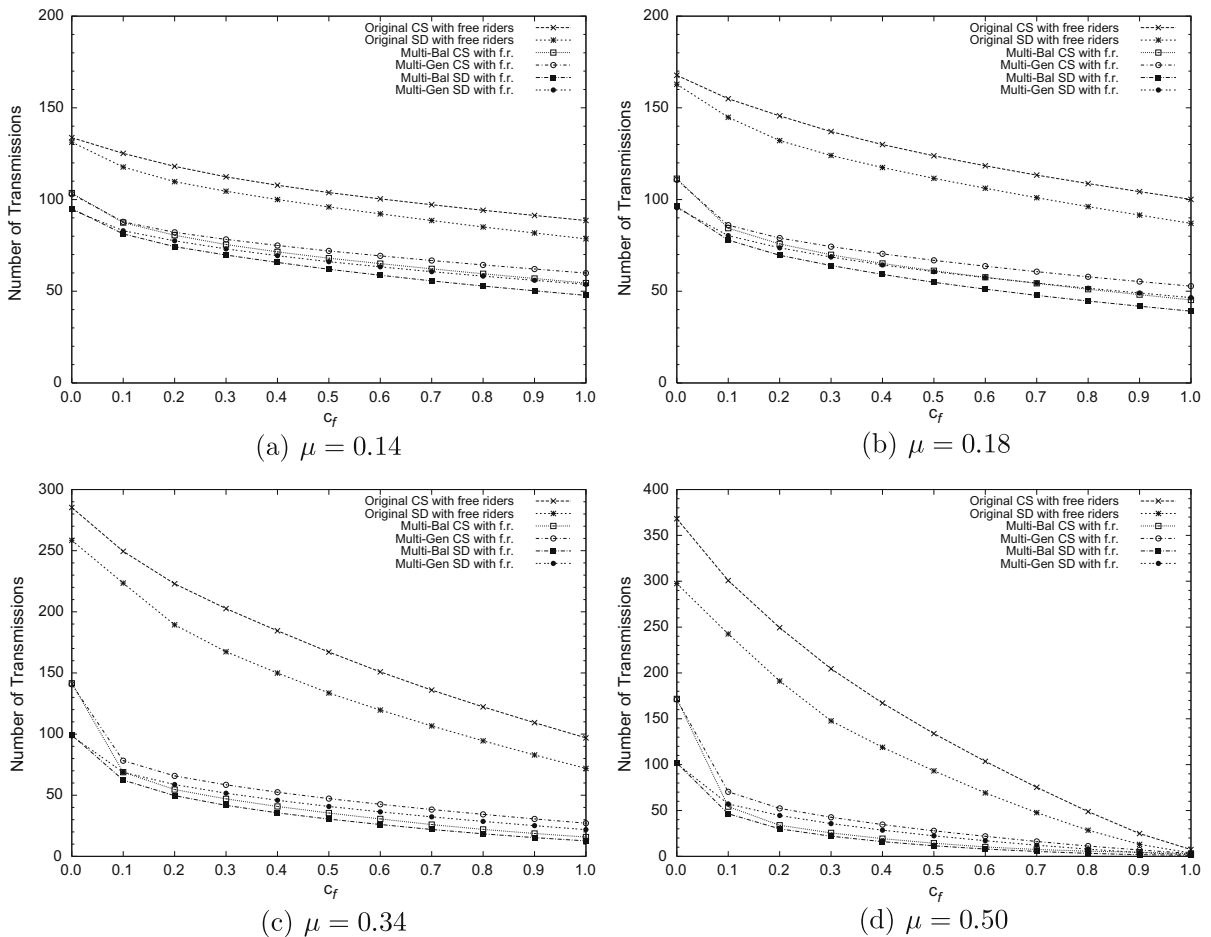 200
150
100
50
0
Number of Transmissions
Original CS with free riders
Original SD with free riders
Multi-Bal CS with f.r.
Multi-Gen CS with f.r.
Multi-Bal SD with f.r.
Multi-Gen SD with f.r.
0.0 0.1 0.2 0.3 0.4 0.5 0.6 0.7 0.8 0.9 1.0
c_f
(a) μ = 0.14
200
150
100
50
0
Number of Transmissions
Original CS with free riders
Original SD with free riders
Multi-Bal CS with f.r.
Multi-Gen CS with f.r.
Multi-Bal SD with f.r.
Multi-Gen SD with f.r.
0.0 0.1 0.2 0.3 0.4 0.5 0.6 0.7 0.8 0.9 1.0
c_f
(b) μ = 0.18
300
250
200
150
100
50
0
Number of Transmissions
Original CS with free riders
Original SD with free riders
Multi-Bal CS with f.r.
Multi-Gen CS with f.r.
Multi-Bal SD with f.r.
Multi-Gen SD with f.r.
0.0 0.1 0.2 0.3 0.4 0.5 0.6 0.7 0.8 0.9 1.0
c_f
(c) μ = 0.34
400
350
300
250
200
150
100
50
0
Number of Transmissions
Original CS with free riders
Original SD with free riders
Multi-Bal CS with f.r.
Multi-Gen CS with f.r.
Multi-Bal SD with f.r.
Multi-Gen SD with f.r.
0.0 0.1 0.2 0.3 0.4 0.5 0.6 0.7 0.8 0.9 1.0
c_f
(d) μ = 0.50